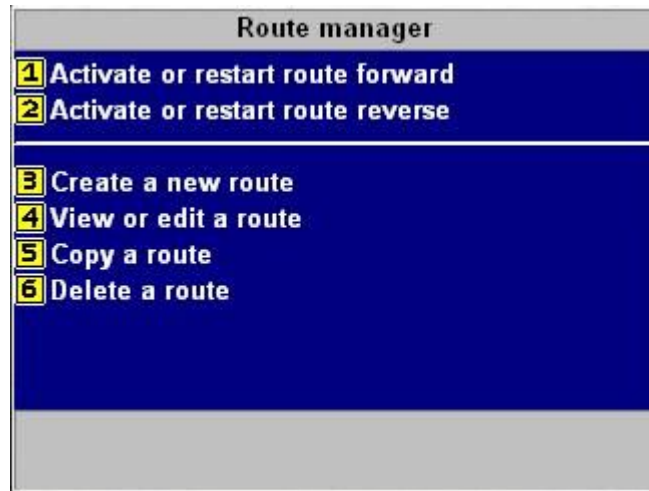 Route manager
1 Activate or restart route forward
2 Activate or restart route reverse
3 Create a new route
4 View or edit a route
5 Copy a route
6 Delete a route